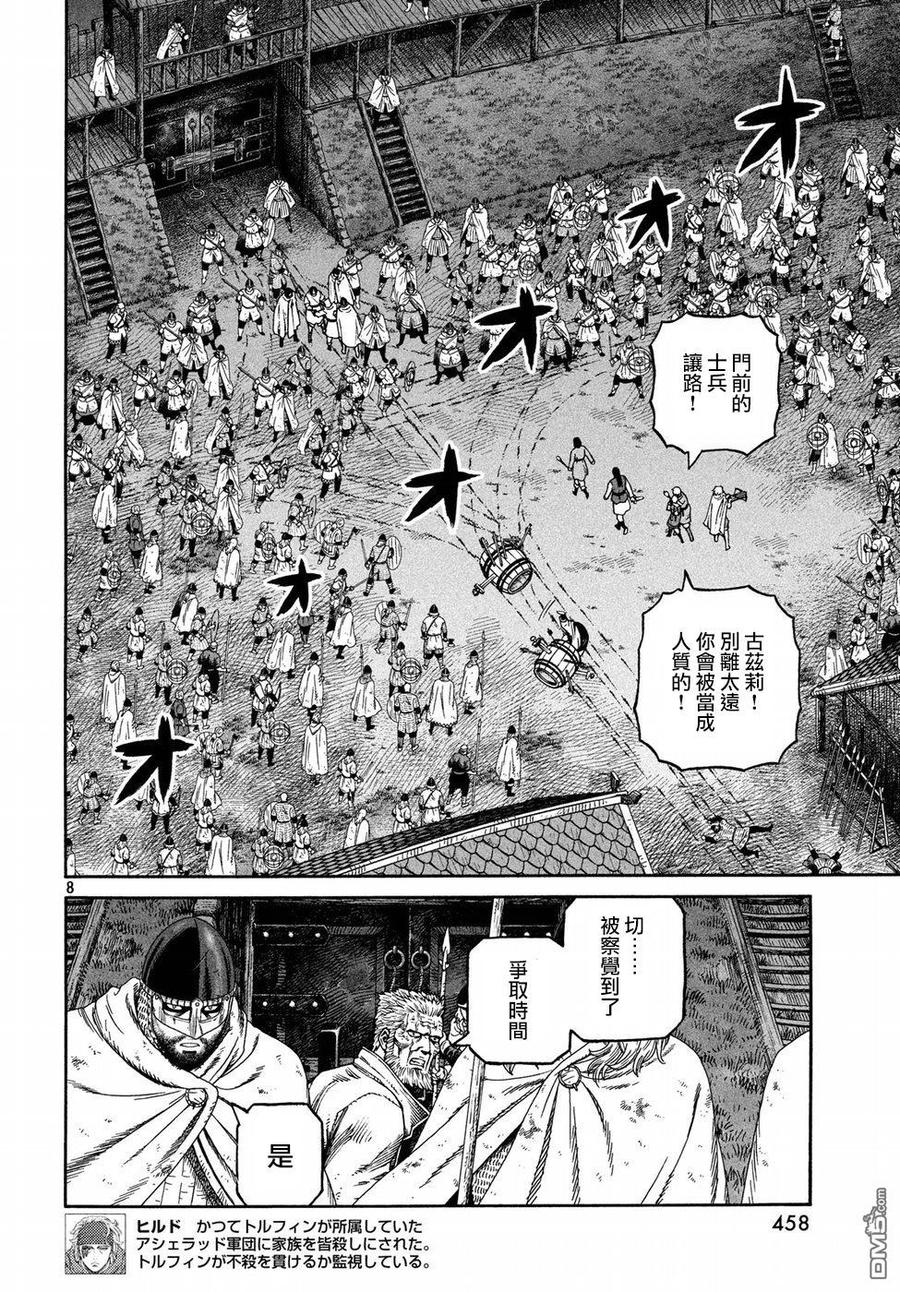 オオオオオオ
門前的
士兵
讓路！
古茲莉！
別離太遠
你會被當成
人質的！
8
切……
被察覺到了
爭取時間
是
ヒルド かつてトルフィンが所属していた
アシェラッド軍団に家族を皆殺しにされた。
トルフィンが不殺を貫けるか監視している。
458
DM5.com